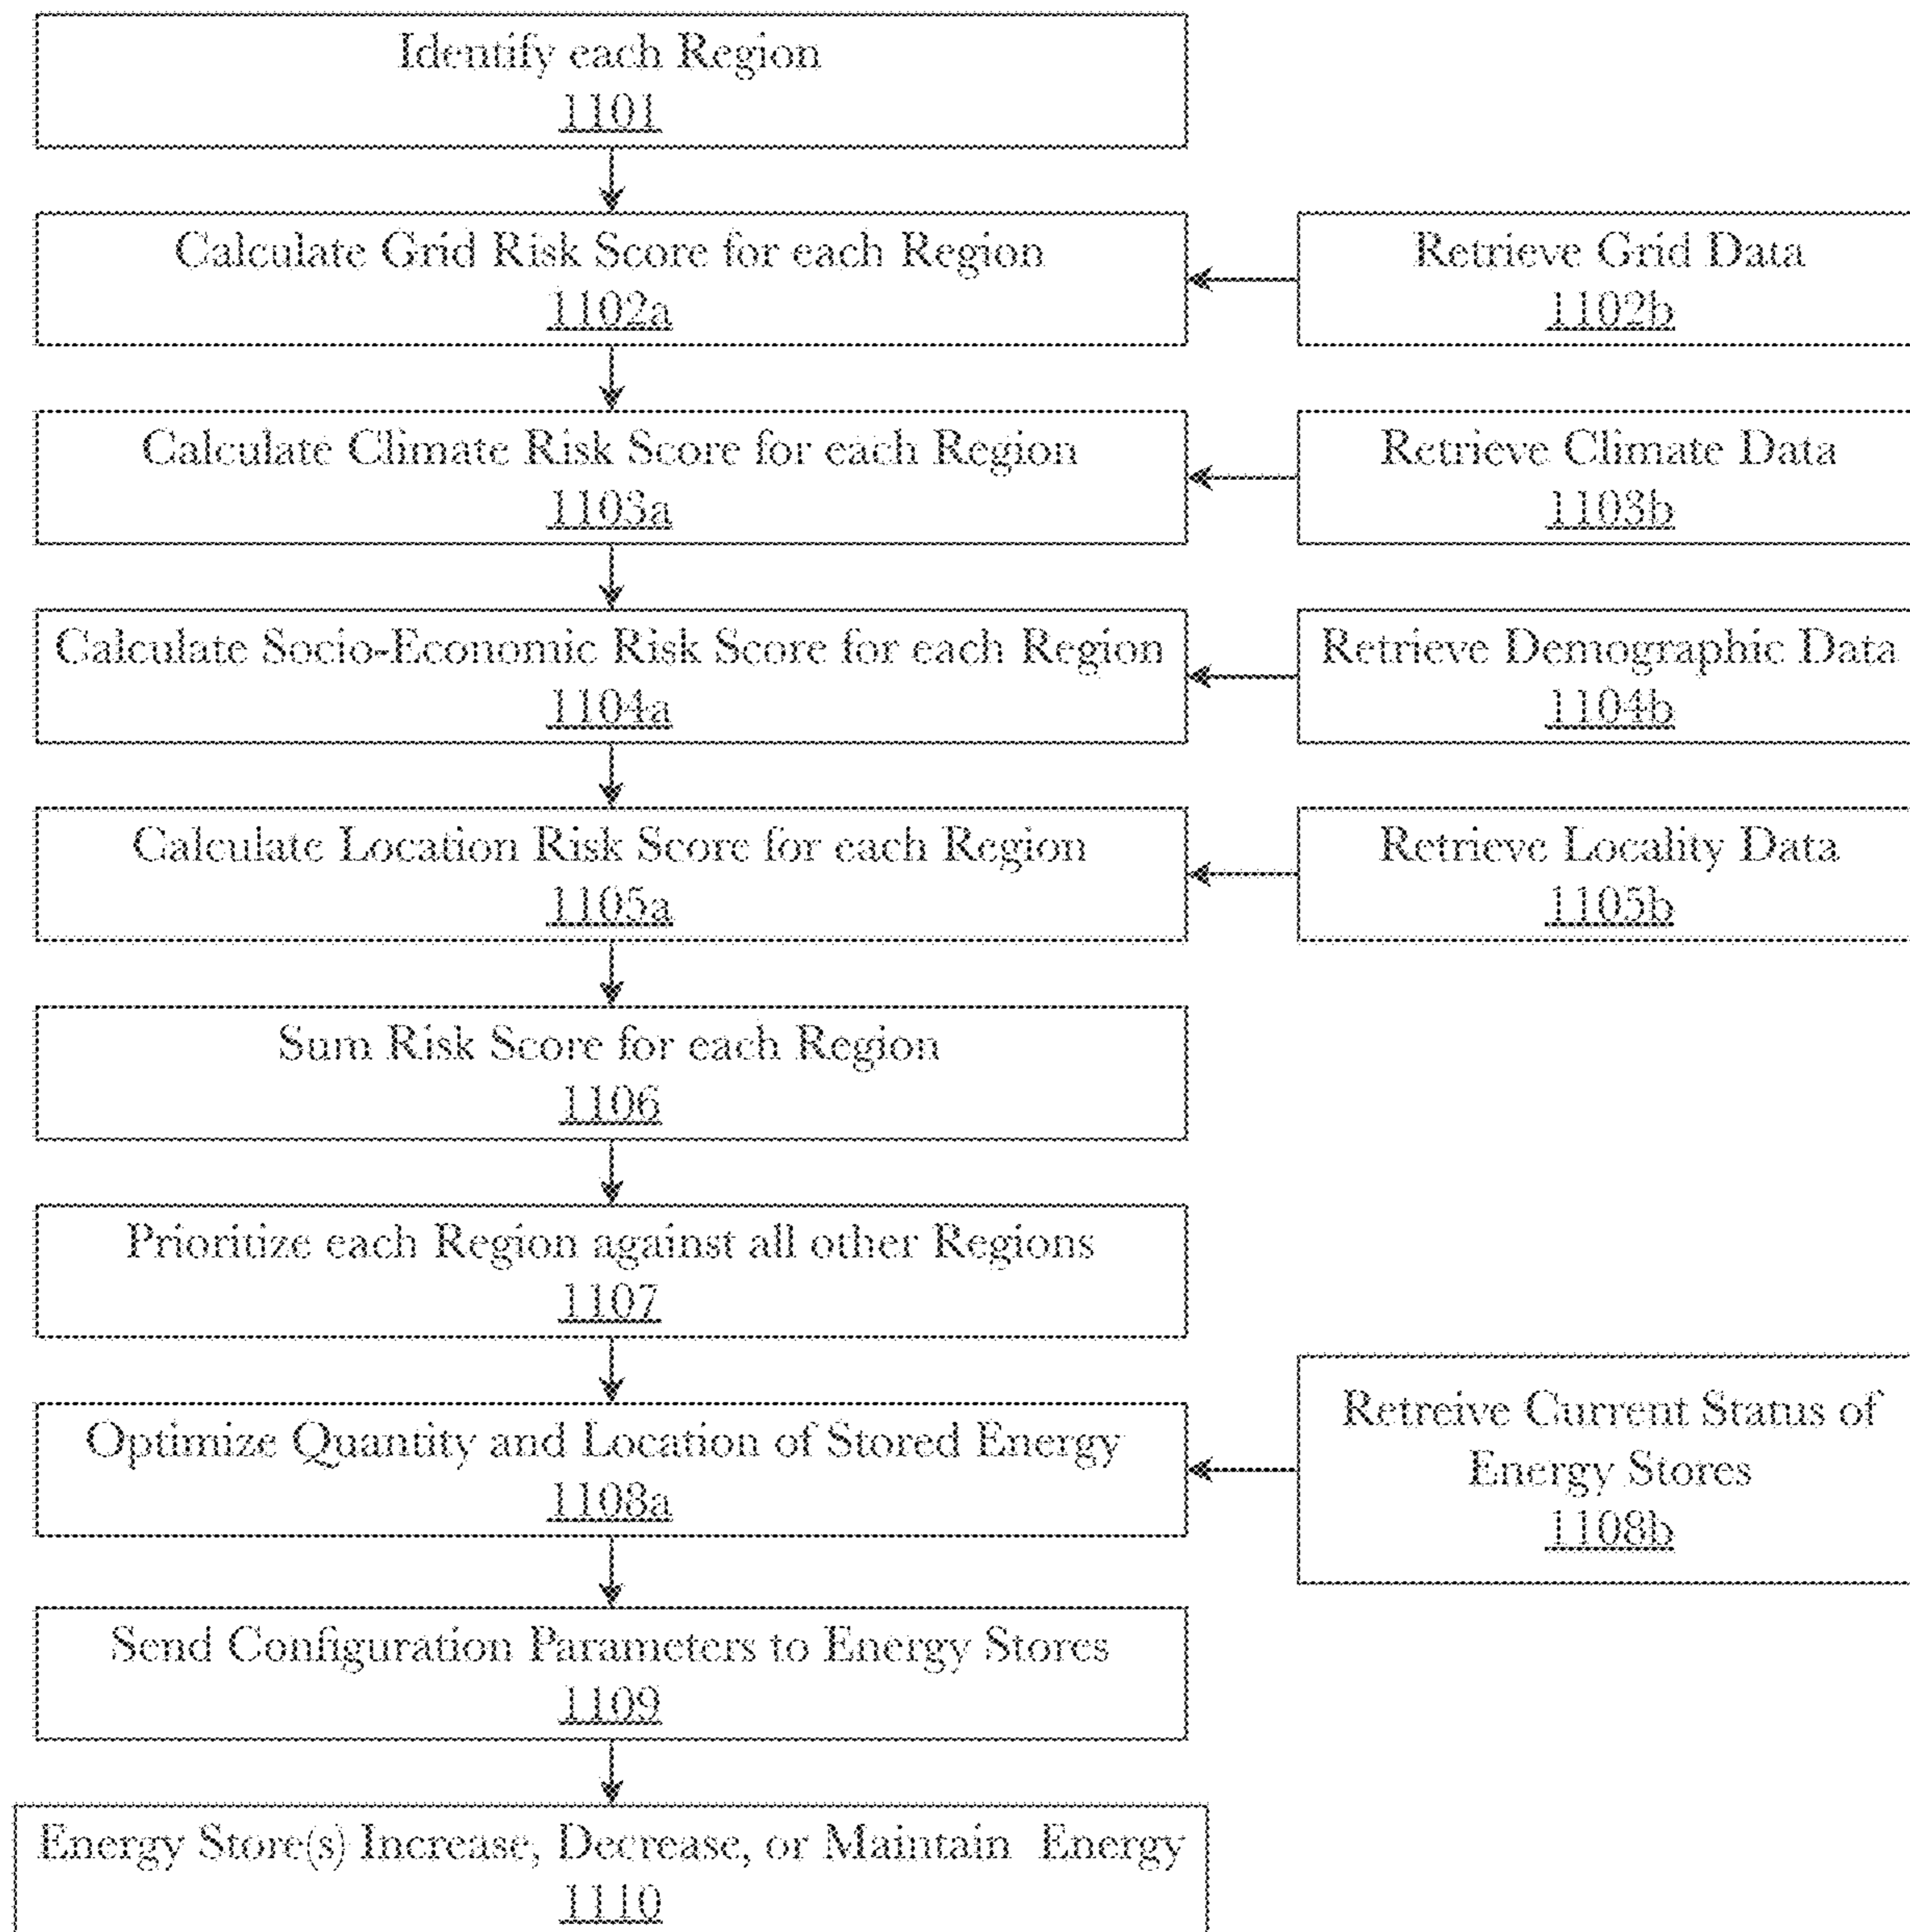 Identify each Region
1101
Calculate Grid Risk Score for each Region
1102a
Retrieve Grid Data
1102b
Calculate Climate Risk Score for each Region
1103a
Retrieve Climate Data
1103b
Calculate Socio-Economic Risk Score for each Region
1104a
Retrieve Demographic Data
1104b
Calculate Location Risk Score for each Region
1105a
Retrieve Locality Data
1105b
Sum Risk Score for each Region
1106
Prioritize each Region against all other Regions
1107
Optimize Quantity and Location of Stored Energy
1108a
Retreive Current Status of
Energy Stores
1108b
Send Configuration Parameters to Energy Stores
1109
Energy Store(s) Increase, Decrease, or Maintain Energy
1110